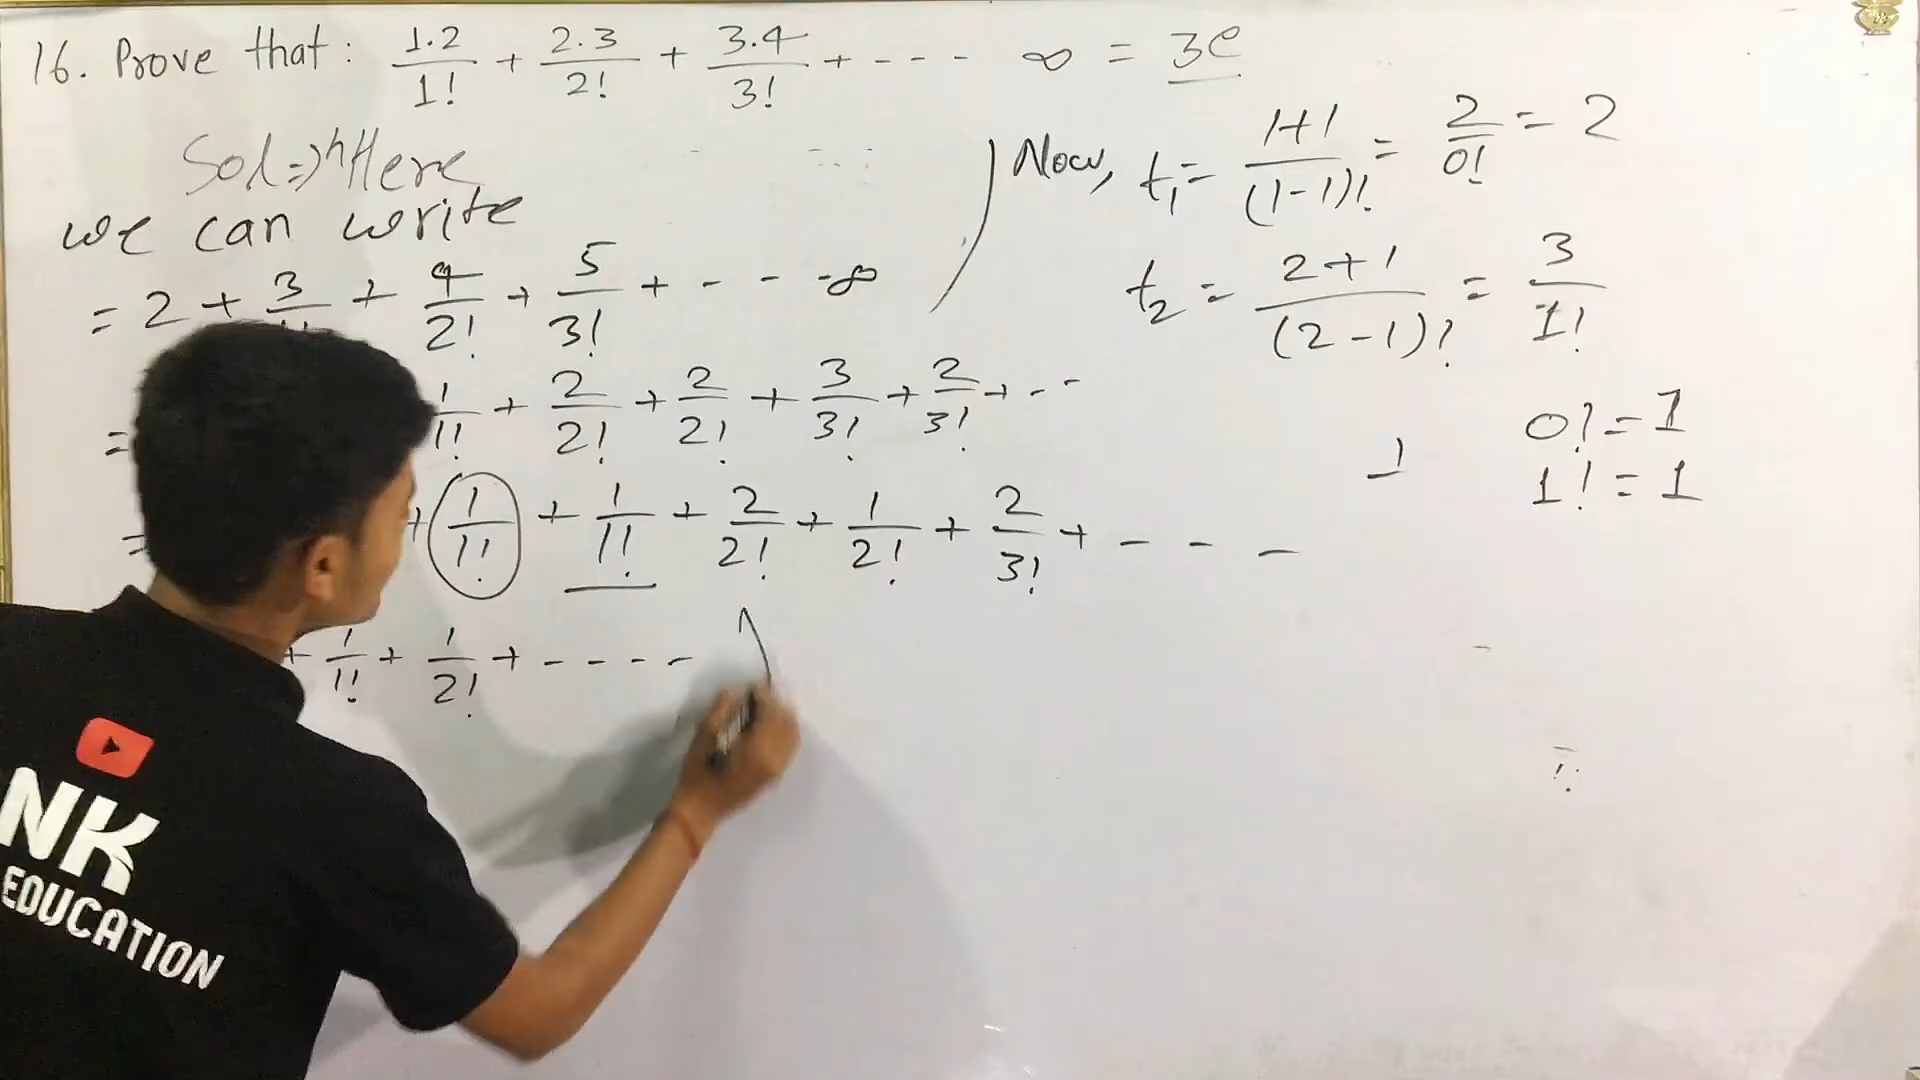 16. Prove that: 1.2/1! + 2.3/2! + 3.4/3! + - - - ∞ = 3e
Solⁿ => Here
we can write
= 2 + 3/1! + 4/2! + 5/3! + - - - ∞
= 1/1! + 2/2! + 2/2! + 3/3! + 2/3! + - -
= + 1/1! + 1/1! + 2/2! + 1/2! + 2/3! + - - -
+ 1/1! + 1/2! + - - - -
Now, t₁ = 1+1/(1-1)! = 2/0! = 2
t₂ = 2+1/(2-1)! = 3/1!
0! = 1
1! = 1
1
NK
EDUCATION